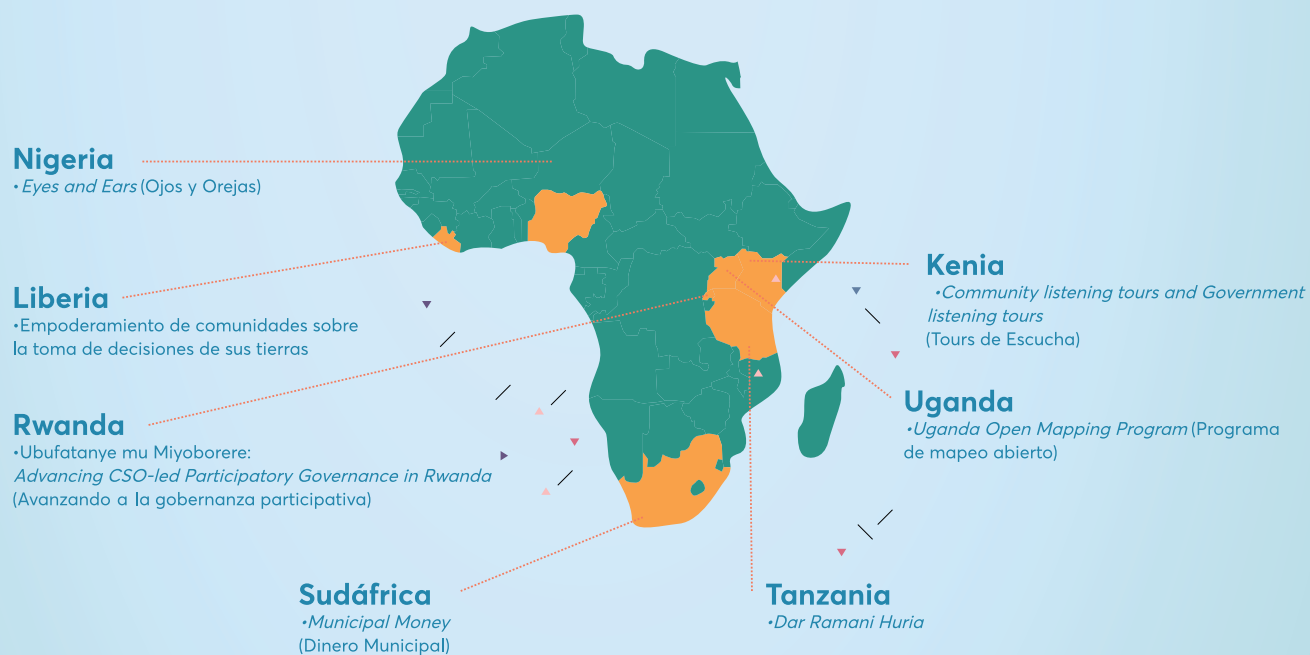 Nigeria
•Eyes and Ears (Ojos y Orejas)
Liberia
•Empoderamiento de comunidades sobre
la toma de decisiones de sus tierras
Rwanda
•Ubufatanye mu Miyoborere:
Advancing CSO-led Participatory Governance in Rwanda
(Avanzando a la gobernanza participativa)
Sudáfrica
•Municipal Money
(Dinero Municipal)
Kenia
•Community listening tours and Government
listening tours
(Tours de Escucha)
Uganda
•Uganda Open Mapping Program (Programa
de mapeo abierto)
Tanzania
•Dar Ramani Huria